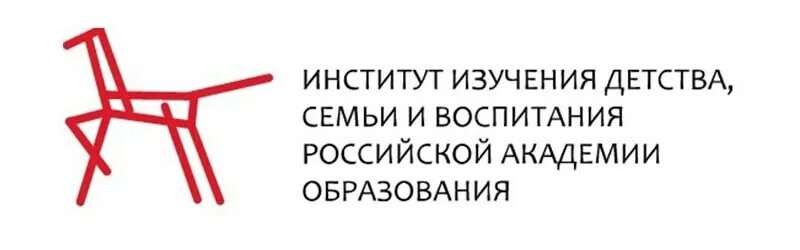 ИНСТИТУТ ИЗУЧЕНИЯ ДЕТСТВА,
СЕМЬИ И ВОСПИТАНИЯ
РОССИЙСКОЙ АКАДЕМИИ
ОБРАЗОВАНИЯ